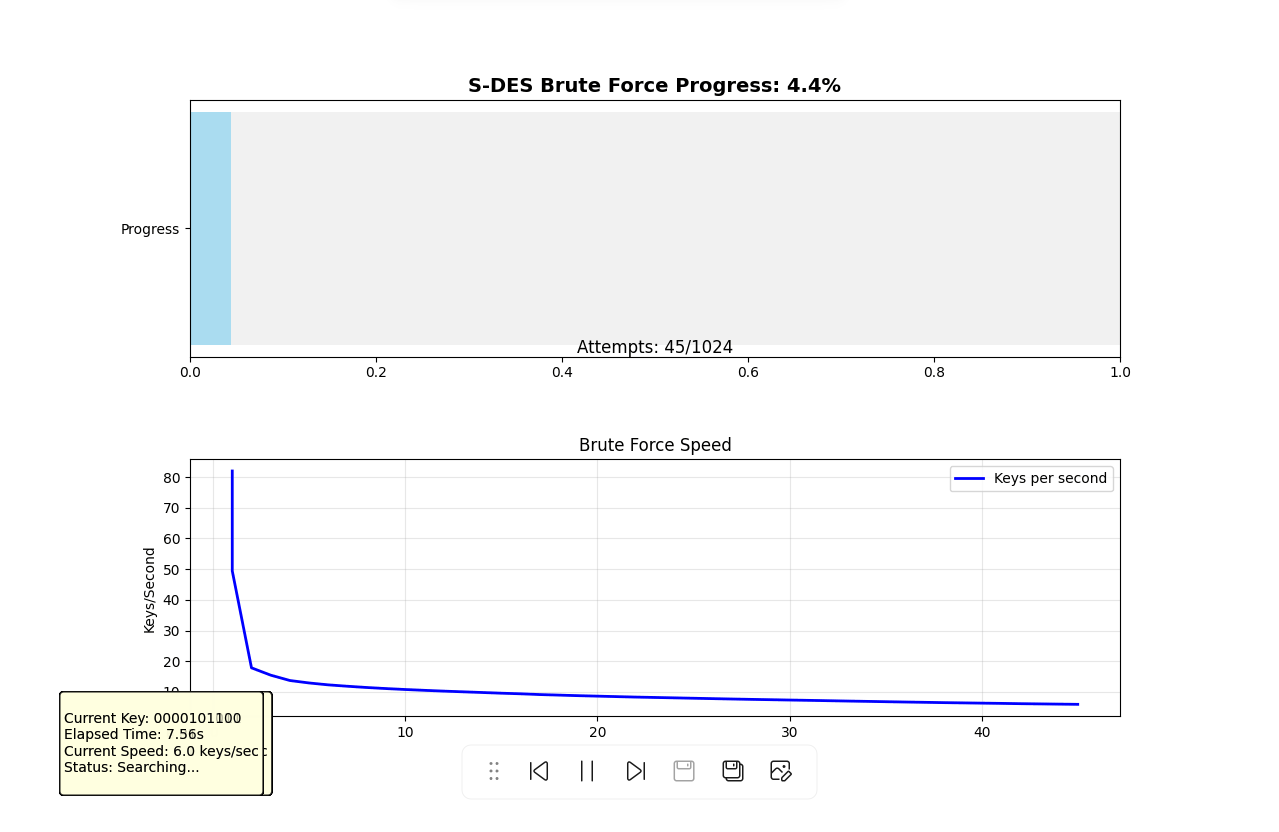 S-DES Brute Force Progress: 4.4%
Progress
Attempts: 45/1024
0.0 0.2 0.4 0.6 0.8 1.0
Brute Force Speed
Keys per second
Keys/Second
80
70
60
50
40
30
20
10
10 20 30 40
Current Key:
Elapsed Time: 7.56s
Current Speed: 6.0 keys/sec
Status: Searching...